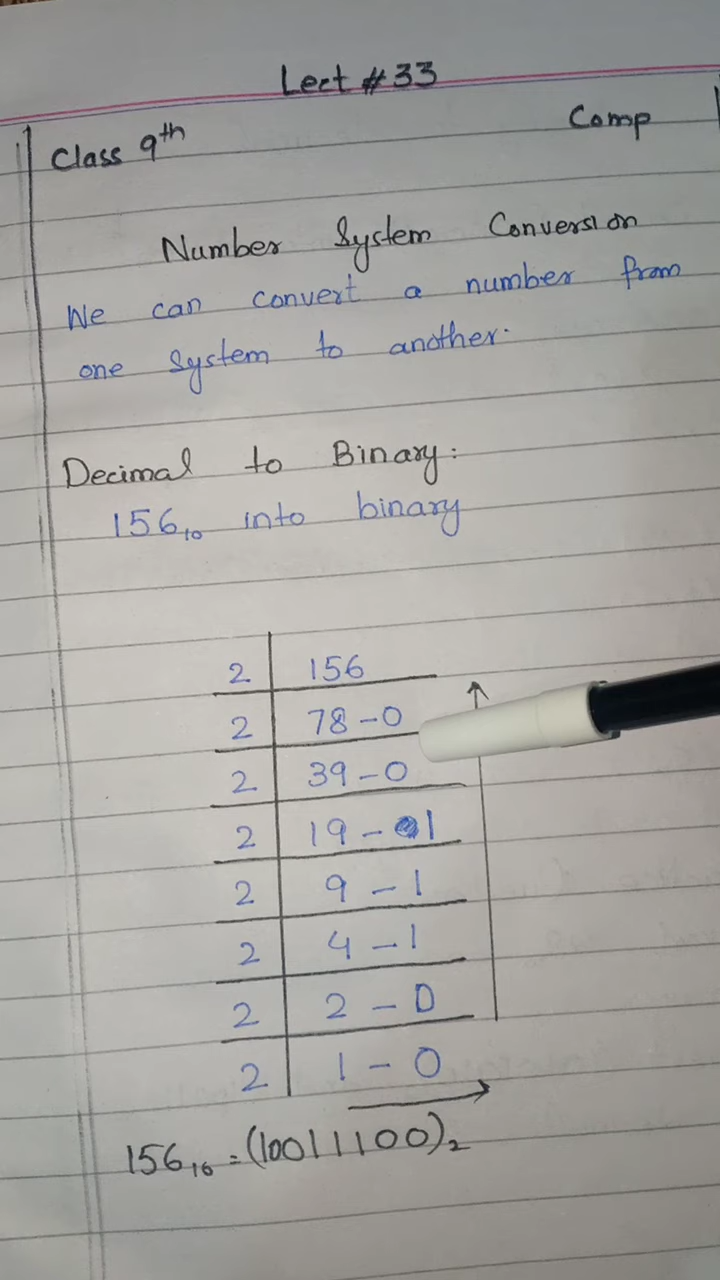 Lect #33
Class 9th
Comp
Number System Conversion
We can convert a number from
one system to another.
Decimal to Binary:
156₁₀ into binary
2 | 156
2 | 78 - 0
2 | 39 - 0
2 | 19 - 1
2 | 9 - 1
2 | 4 - 1
2 | 2 - 0
2 | 1 - 0
156₁₆ = (10011100)₂